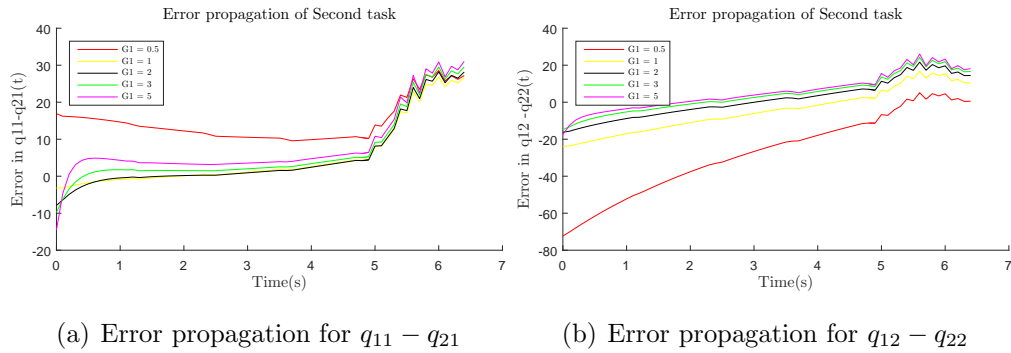 Error propagation of Second task
40
30
20
10
0
-10
-20
0
1
2
3
4
5
6
7
Time(s)
Error in q11-q21(t)
G1 = 0.5
G1 = 1
G1 = 2
G1 = 3
G1 = 5
(a) Error propagation for q11 − q21
Error propagation of Second task
40
20
0
-20
-40
-60
-80
0
1
2
3
4
5
6
7
Time(s)
Error in q12 -q22(t)
G1 = 0.5
G1 = 1
G1 = 2
G1 = 3
G1 = 5
(b) Error propagation for q12 − q22